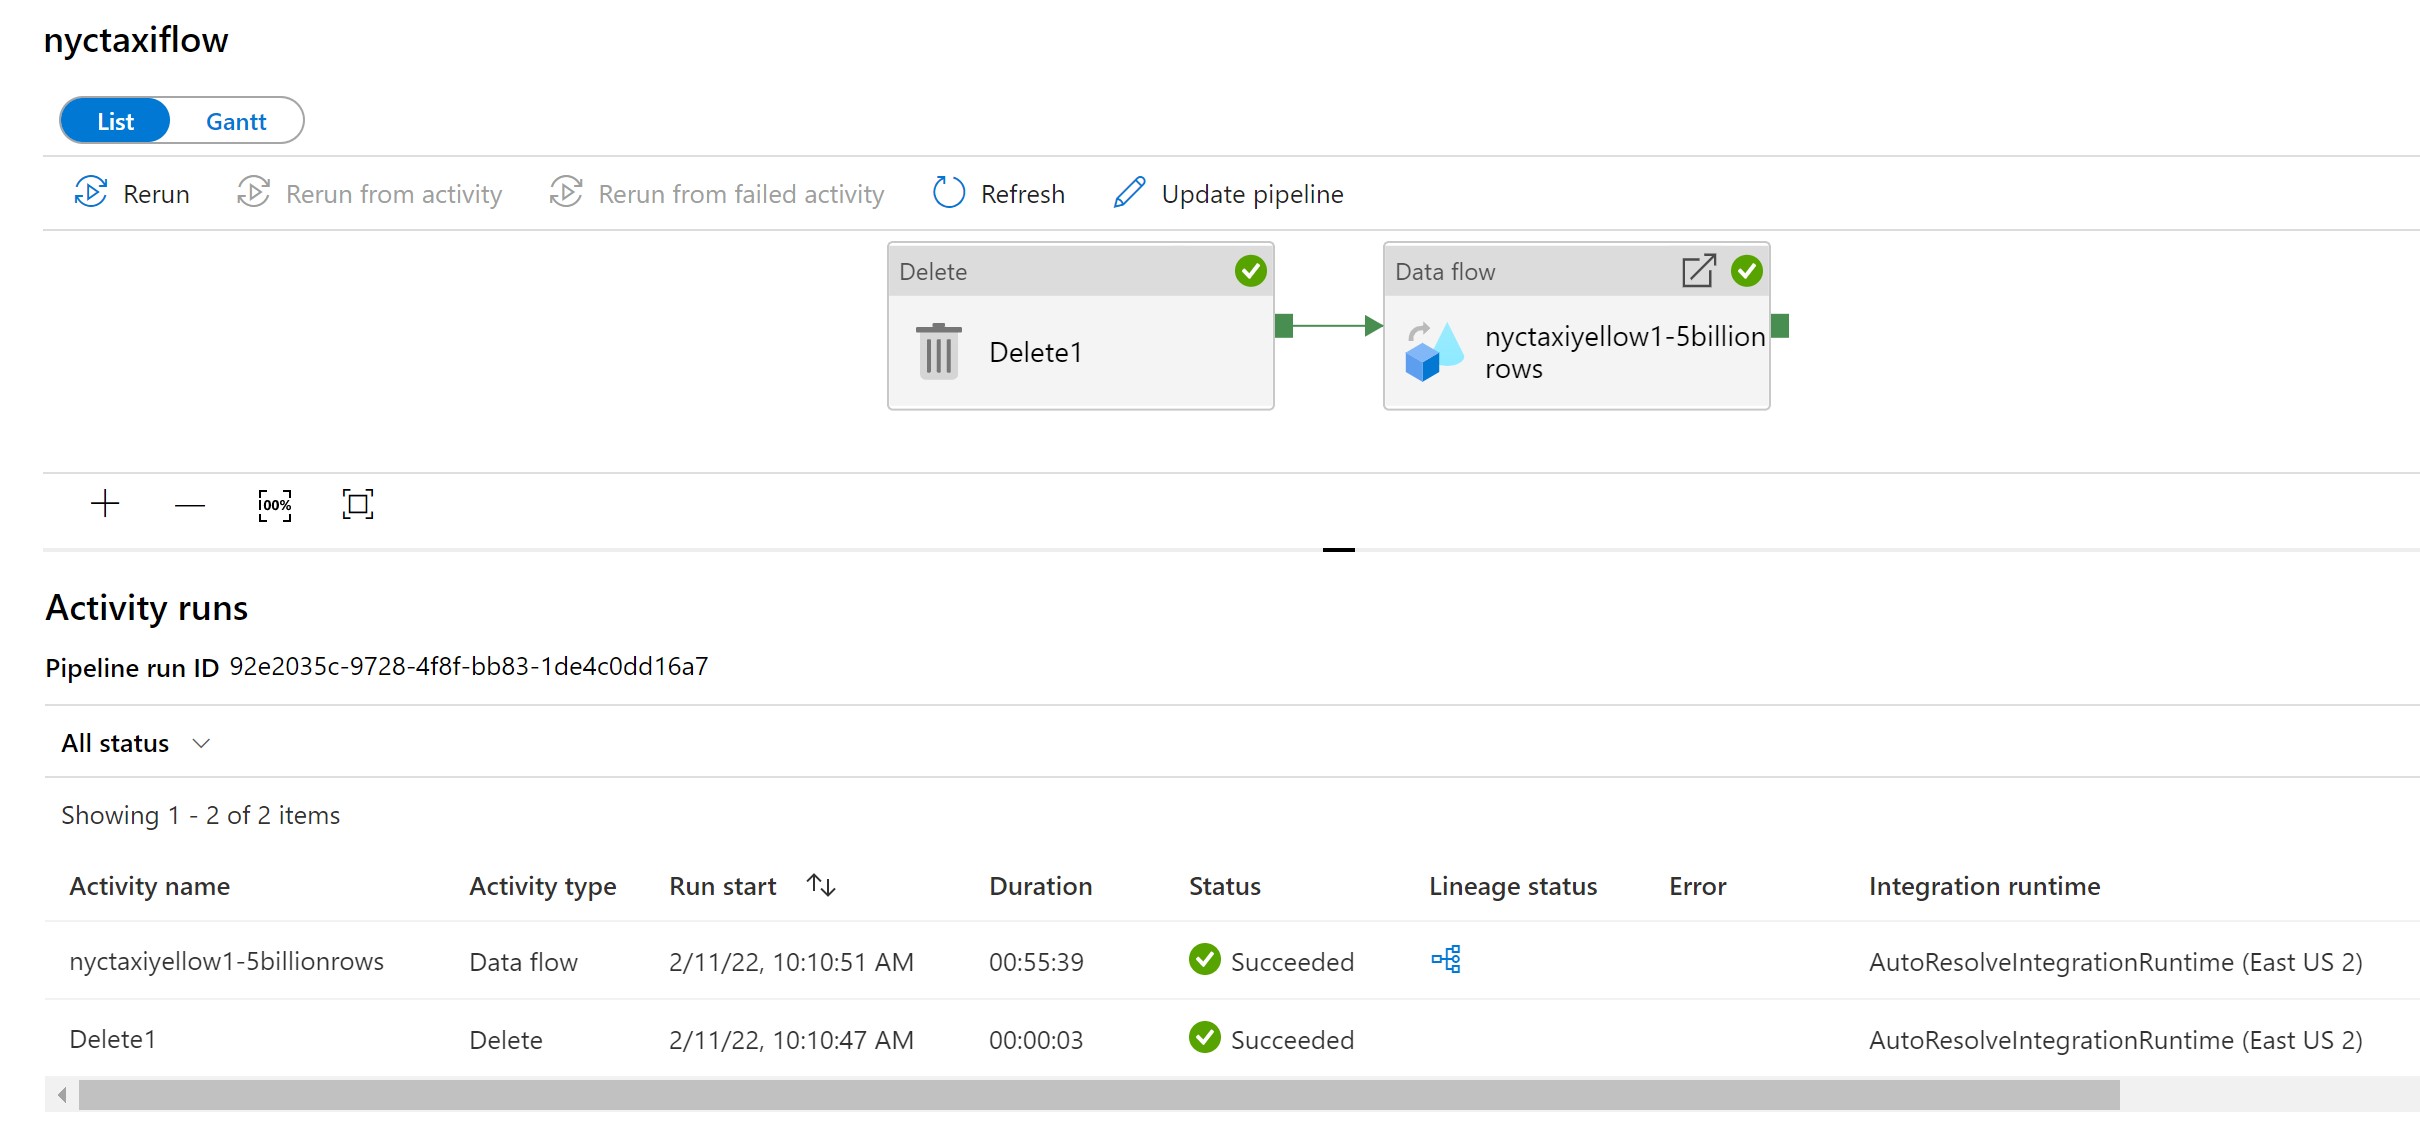 nyctaxiflow
List Gantt
Rerun Rerun from activity Rerun from failed activity Refresh Update pipeline
Delete
Delete1
Data flow
nyctaxiyellow1-5billion
rows
100%
Activity runs
Pipeline run ID 92e2035c-9728-4f8f-bb83-1de4c0dd16a7
All status
Showing 1 - 2 of 2 items
Activity name Activity type Run start Duration Status Lineage status Error Integration runtime
nyctaxiyellow1-5billionrows Data flow 2/11/22, 10:10:51 AM 00:55:39 Succeeded AutoResolveIntegrationRuntime (East US 2)
Delete1 Delete 2/11/22, 10:10:47 AM 00:00:03 Succeeded AutoResolveIntegrationRuntime (East US 2)